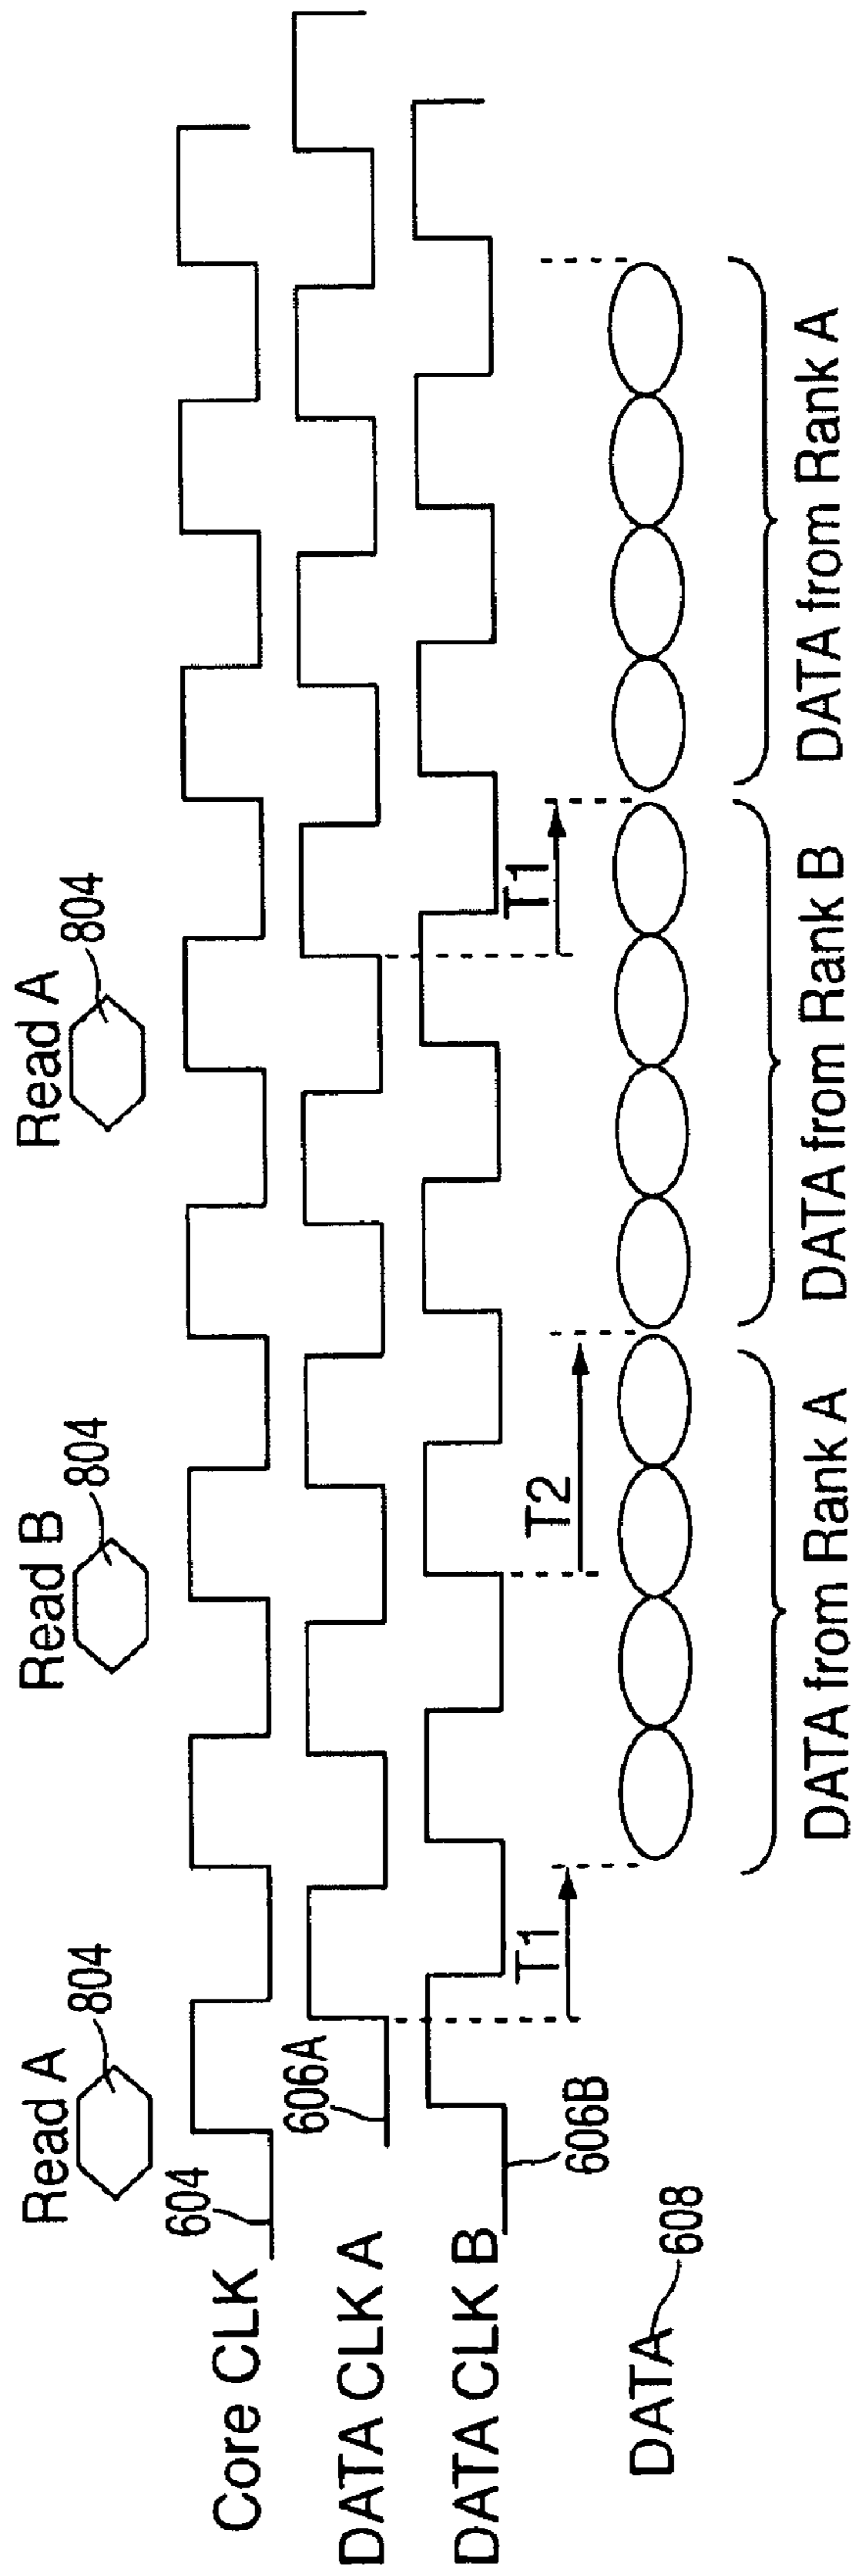 Read A
804
Read B
804
Read A
804
Core CLK
604
DATA CLK A
606A
DATA CLK B
606B
T1
T2
T1
DATA
608
DATA from Rank A
DATA from Rank B
DATA from Rank A